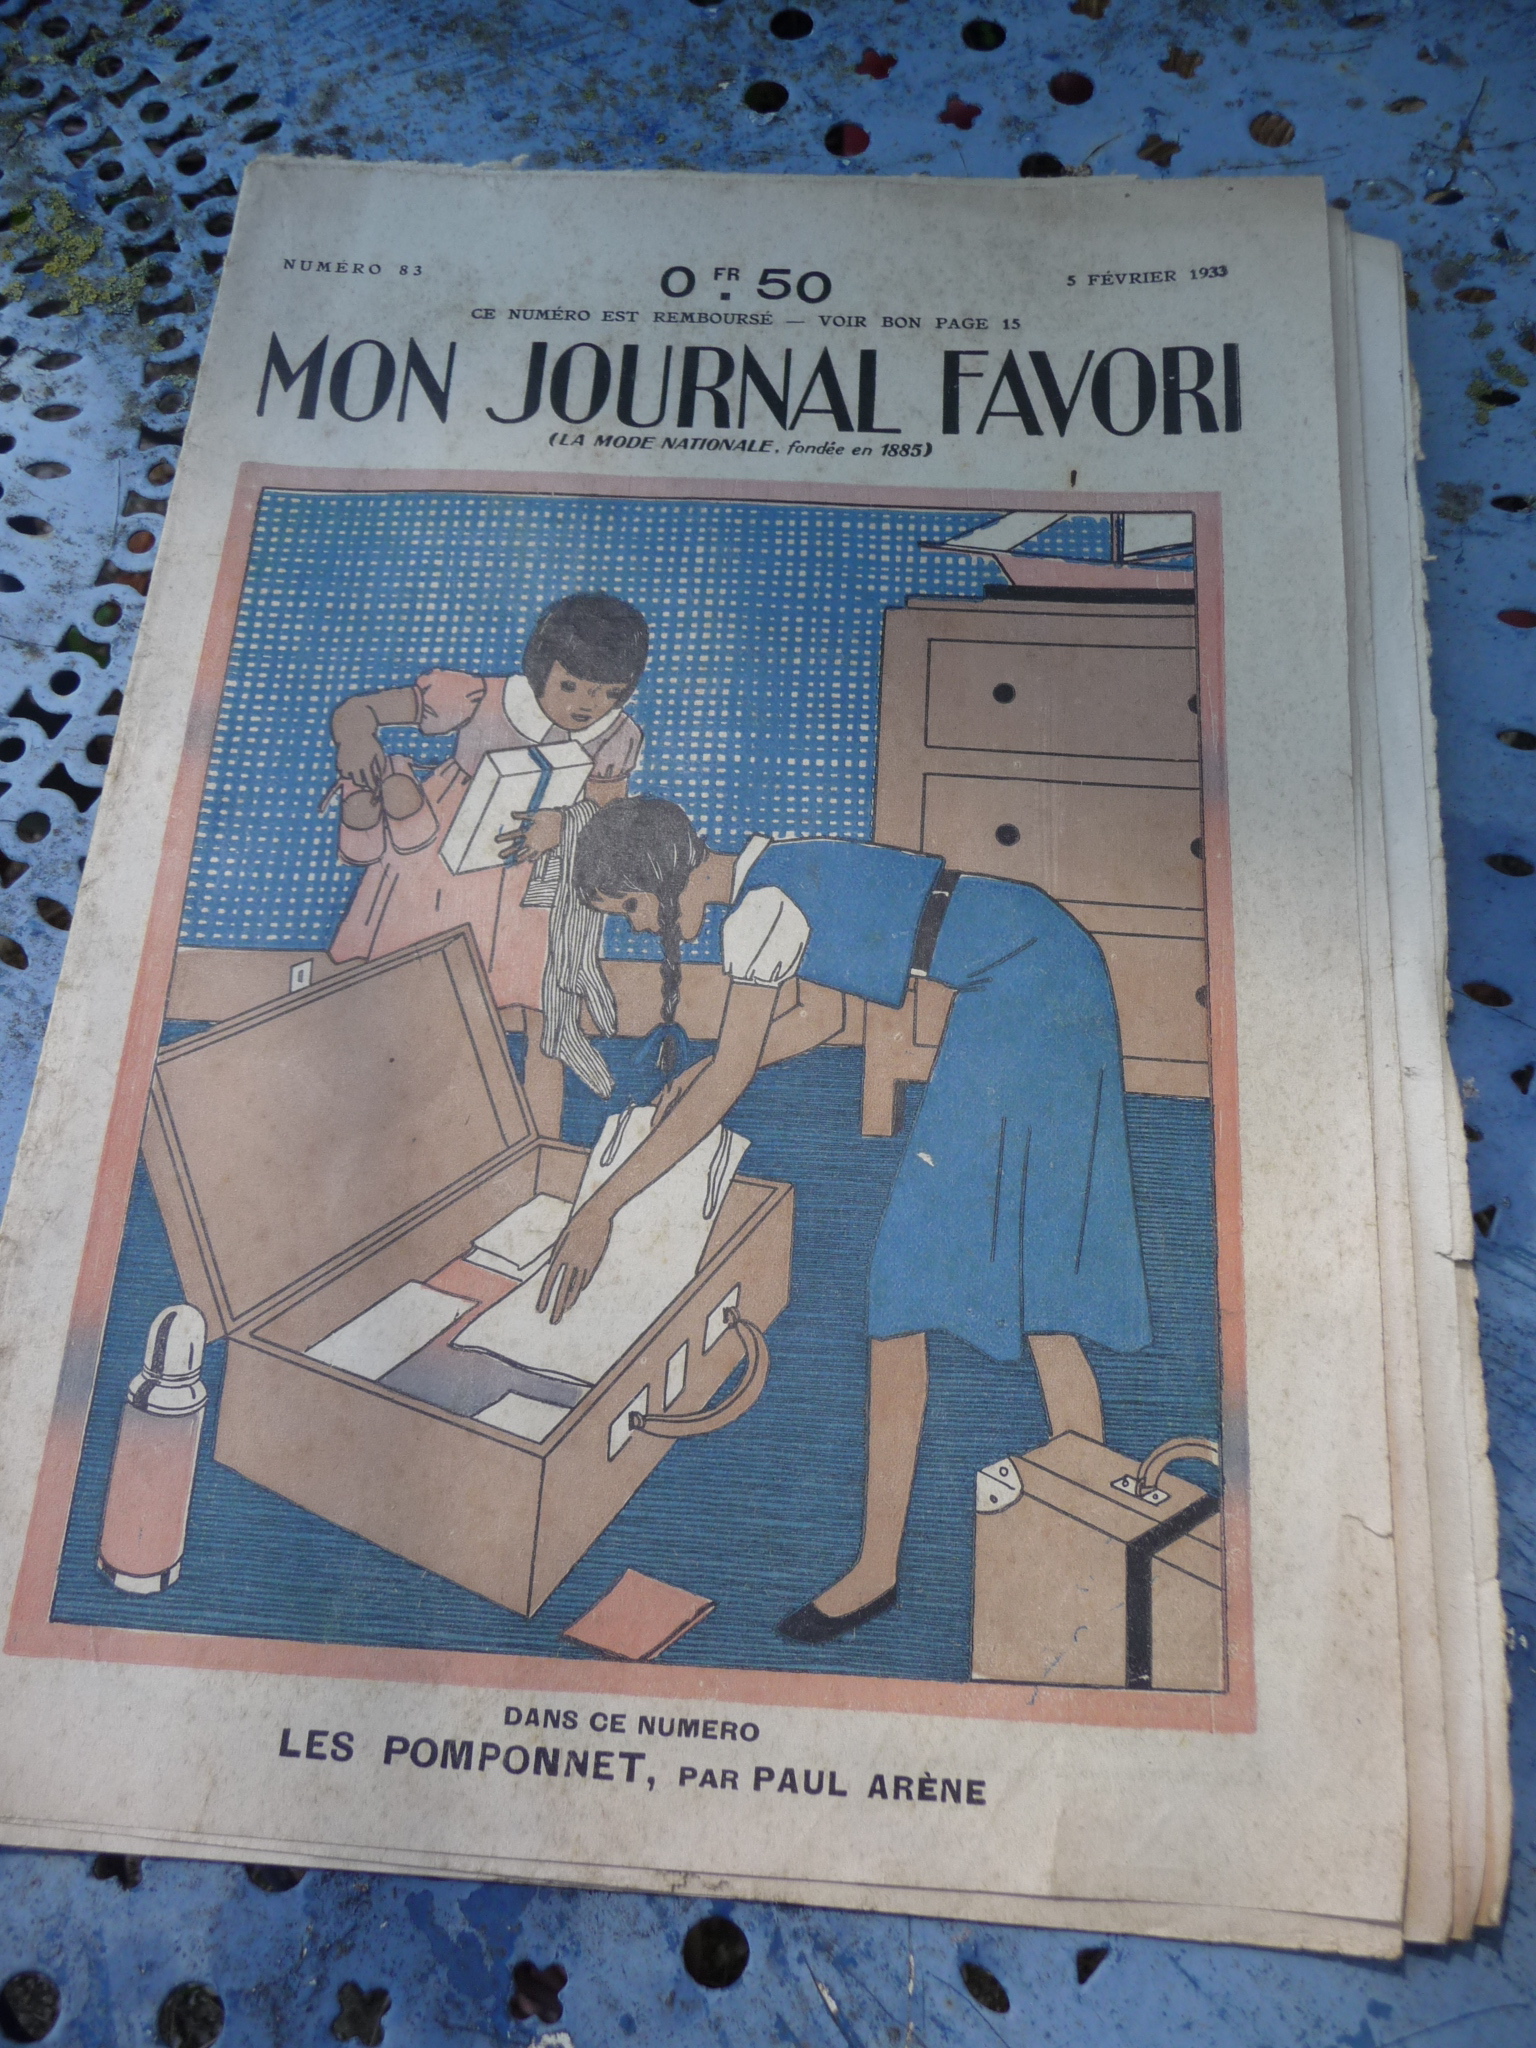 NUMÉRO 83
0 FR. 50
5 FÉVRIER 1933
CE NUMÉRO EST REMBOURSÉ — VOIR BON PAGE 15
MON JOURNAL FAVORI
(LA MODE NATIONALE, fondée en 1885)
DANS CE NUMERO
LES POMPONNET, PAR PAUL ARÈNE